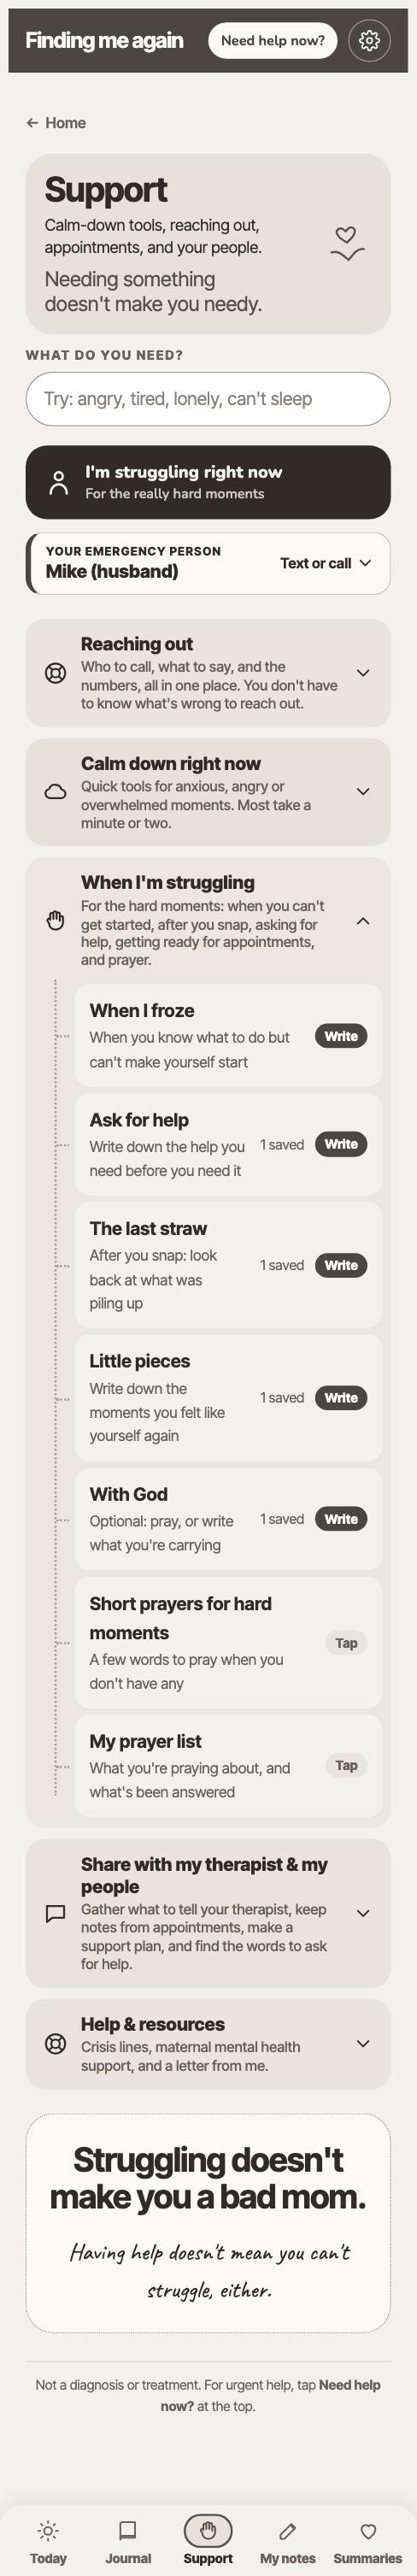 Finding me again
Need help now?
← Home
Support
Calm-down tools, reaching out,
appointments, and your people.
Needing something
doesn't make you needy.
WHAT DO YOU NEED?
Try: angry, tired, lonely, can't sleep
I'm struggling right now
For the really hard moments
YOUR EMERGENCY PERSON
Mike (husband)
Text or call
Reaching out
Who to call, what to say, and the
numbers, all in one place. You don't have
to know what's wrong to reach out.
Calm down right now
Quick tools for anxious, angry or
overwhelmed moments. Most take a
minute or two.
When I'm struggling
For the hard moments: when you can't
get started, after you snap, asking for
help, getting ready for appointments,
and prayer.
When I froze
When you know what to do but
can't make yourself start
Write
Ask for help
Write down the help you
need before you need it
1 saved
Write
The last straw
After you snap: look
back at what was
piling up
1 saved
Write
Little pieces
Write down the
moments you felt like
yourself again
1 saved
Write
With God
Optional: pray, or write
what you're carrying
1 saved
Write
Short prayers for hard
moments
A few words to pray when you
don't have any
Tap
My prayer list
What you're praying about, and
what's been answered
Tap
Share with my therapist & my
people
Gather what to tell your therapist, keep
notes from appointments, make a
support plan, and find the words to ask
for help.
Help & resources
Crisis lines, maternal mental health
support, and a letter from me.
Struggling doesn't
make you a bad mom.
Having help doesn't mean you can't
struggle, either.
Not a diagnosis or treatment. For urgent help, tap Need help
now? at the top.
Today
Journal
Support
My notes
Summaries